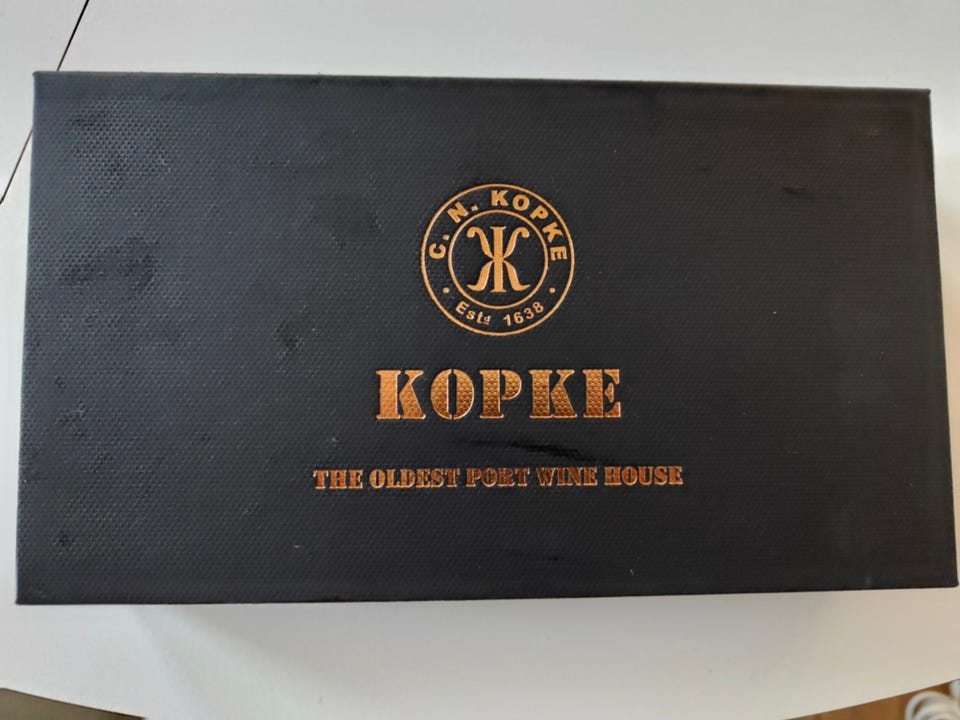 C. N. KOPKE
Estd 1638
KOPKE
THE OLDEST PORT WINE HOUSE